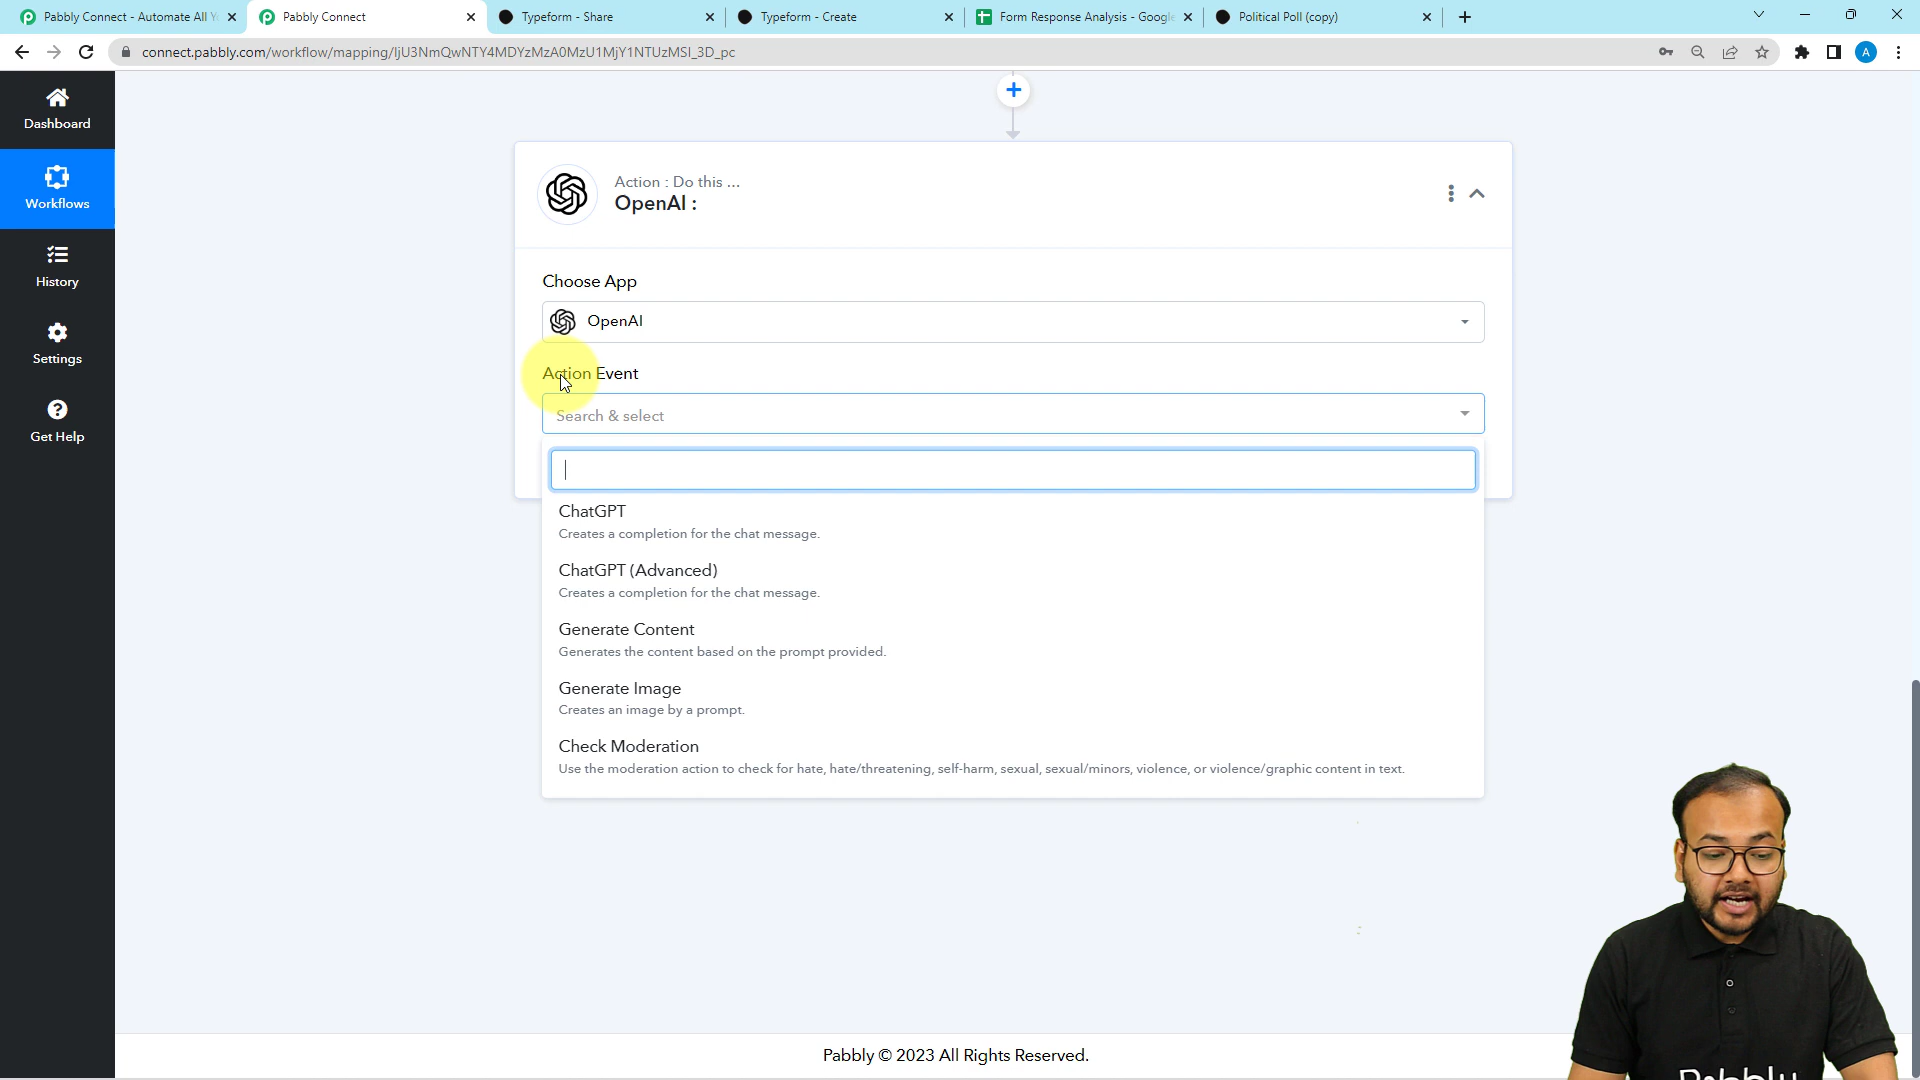 Pabbly Connect - Automate All Y
Pabbly Connect
Typeform - Share
Typeform - Create
Form Response Analysis - Google
Political Poll (copy)
connect.pabbly.com/workflow/mapping/IjU3NmQwNTY4MDYzMzA0MzU1MjY1NTUzMSI_3D_pc
A
Dashboard
Workflows
History
Settings
Get Help
Action : Do this ...
OpenAI :
Choose App
OpenAI
Action Event
Search & select
ChatGPT
Creates a completion for the chat message.
ChatGPT (Advanced)
Creates a completion for the chat message.
Generate Content
Generates the content based on the prompt provided.
Generate Image
Creates an image by a prompt.
Check Moderation
Use the moderation action to check for hate, hate/threatening, self-harm, sexual, sexual/minors, violence, or violence/graphic content in text.
Pabbly © 2023 All Rights Reserved.
Pabbly